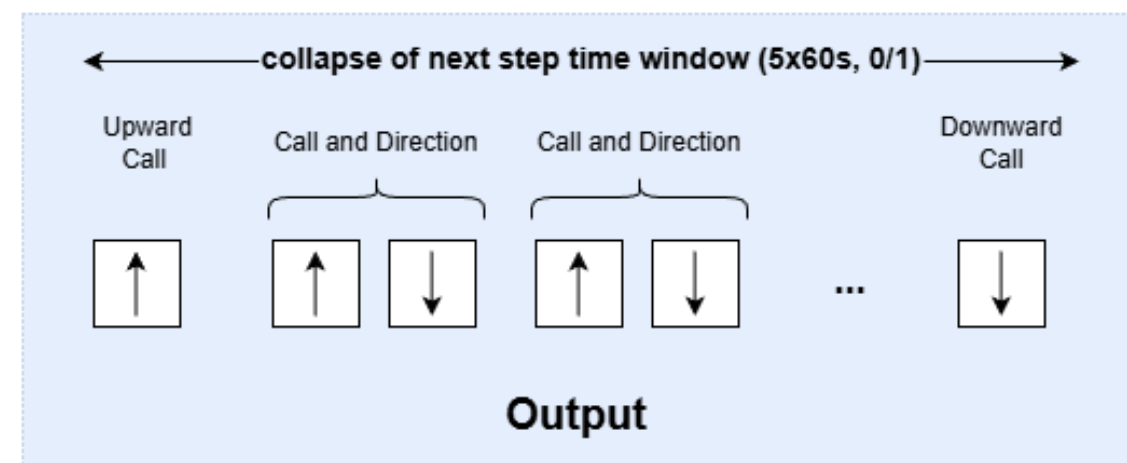 collapse of next step time window (5x60s, 0/1)
Upward
Call
Call and Direction
Call and Direction
Downward
Call
...
Output